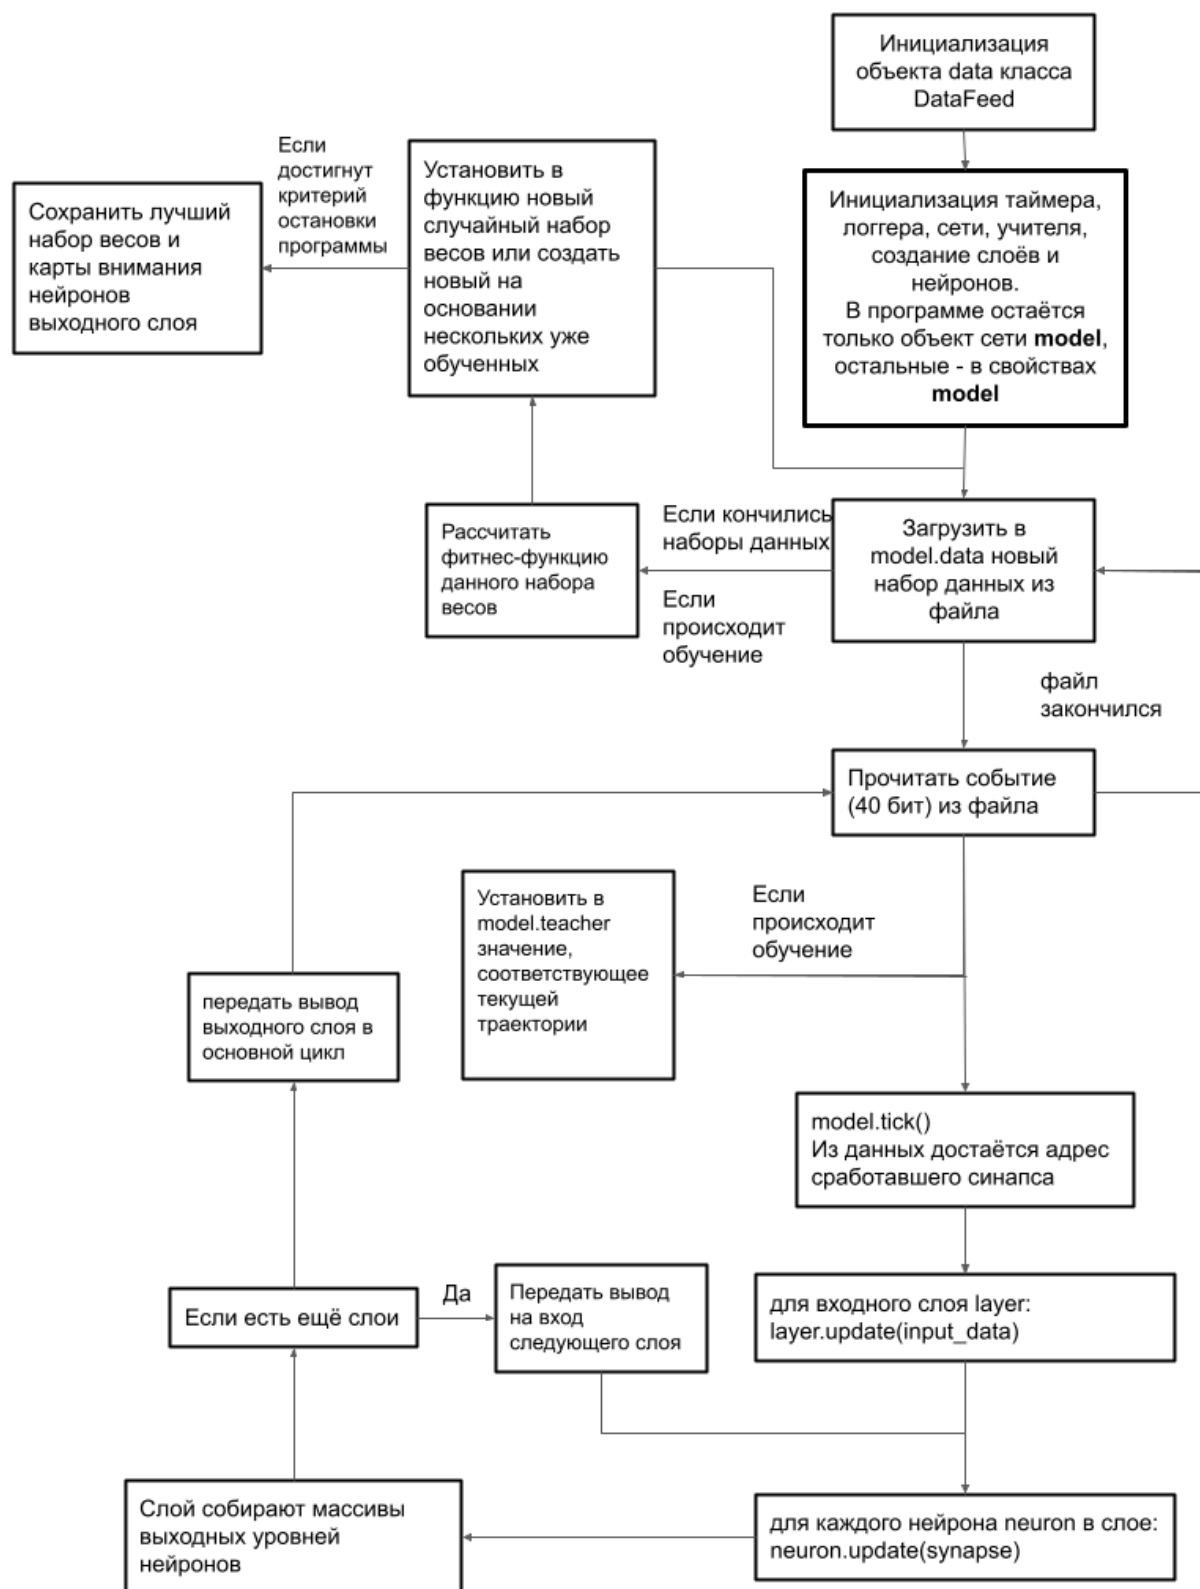 Инициализация
объекта data класса
DataFeed
Если
достигнут
критерий
остановки
программы
Установить в
функцию новый
случайный набор
весов или создать
новый на
основании
нескольких уже
обученных
Сохранить лучший
набор весов и
карты внимания
нейронов
выходного слоя
Инициализация таймера,
логгера, сети, учителя,
создание слоёв и
нейронов.
В программе остаётся
только объект сети model,
остальные - в свойствах
model
Рассчитать
фитнес-функцию
данного набора
весов
Если кончились
наборы данных
Если
происходит
обучение
Загрузить в
model.data новый
набор данных из
файла
файл
закончился
Прочитать событие
(40 бит) из файла
Установить в
model.teacher
значение,
соответствующее
текущей
траектории
Если
происходит
обучение
передать вывод
выходного слоя в
основной цикл
model.tick()
Из данных достаётся адрес
сработавшего синапса
Если есть ещё слои
Да
Передать вывод
на вход
следующего слоя
для входного слоя layer:
layer.update(input_data)
Слой собирают массивы
выходных уровней
нейронов
для каждого нейрона neuron в слое:
neuron.update(synapse)